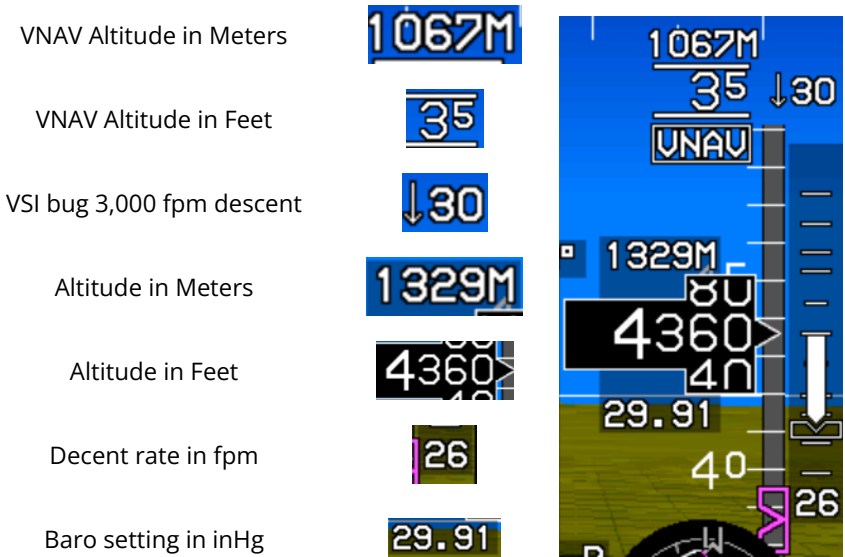 VNAV Altitude in Meters
1067M
VNAV Altitude in Feet
35
VSI bug 3,000 fpm descent
↓30
Altitude in Meters
1329M
Altitude in Feet
4360
Decent rate in fpm
26
Baro setting in inHg
29.91
1067M
35
↓30
VNAV
1329M
80
4360
40
29.91
40
26
W